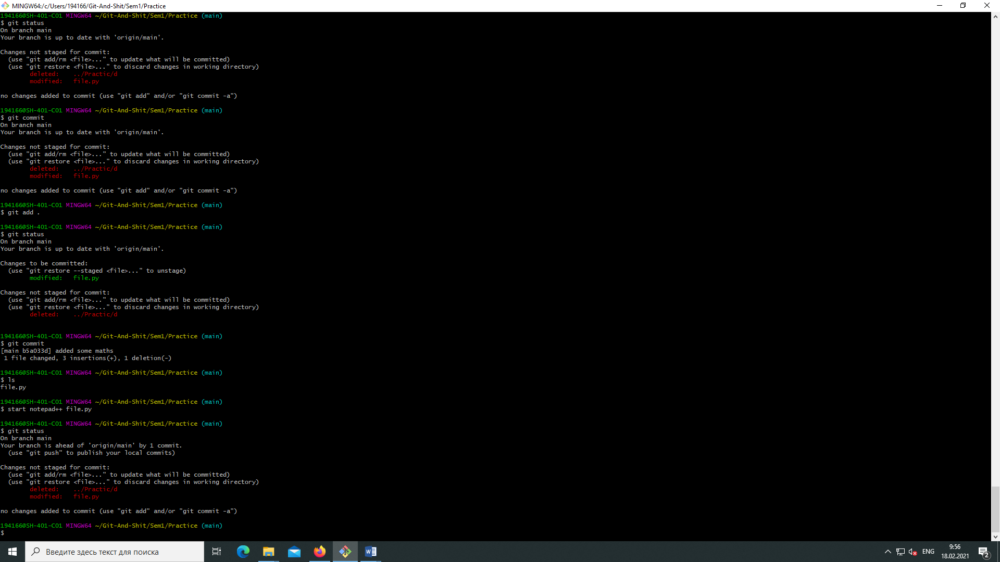 MINGW64:/c/Users/194166/Git-And-Shit/Sem1/Practice
194166@SH-401-C01 MINGW64 ~/Git-And-Shit/Sem1/Practice (main)
$ git status
On branch main
Your branch is up to date with 'origin/main'.
Changes not staged for commit:
  (use "git add/rm <file>..." to update what will be committed)
  (use "git restore <file>..." to discard changes in working directory)
        deleted:    ../Practic/d
        modified:   file.py
no changes added to commit (use "git add" and/or "git commit -a")
194166@SH-401-C01 MINGW64 ~/Git-And-Shit/Sem1/Practice (main)
$ git commit
On branch main
Your branch is up to date with 'origin/main'.
Changes not staged for commit:
  (use "git add/rm <file>..." to update what will be committed)
  (use "git restore <file>..." to discard changes in working directory)
        deleted:    ../Practic/d
        modified:   file.py
no changes added to commit (use "git add" and/or "git commit -a")
194166@SH-401-C01 MINGW64 ~/Git-And-Shit/Sem1/Practice (main)
$ git add .
194166@SH-401-C01 MINGW64 ~/Git-And-Shit/Sem1/Practice (main)
$ git status
On branch main
Your branch is up to date with 'origin/main'.
Changes to be committed:
  (use "git restore --staged <file>..." to unstage)
        modified:   file.py
Changes not staged for commit:
  (use "git add/rm <file>..." to update what will be committed)
  (use "git restore <file>..." to discard changes in working directory)
        deleted:    ../Practic/d
194166@SH-401-C01 MINGW64 ~/Git-And-Shit/Sem1/Practice (main)
$ git commit
[main b5a033d] added some maths
 1 file changed, 3 insertions(+), 1 deletion(-)
194166@SH-401-C01 MINGW64 ~/Git-And-Shit/Sem1/Practice (main)
$ ls
file.py
194166@SH-401-C01 MINGW64 ~/Git-And-Shit/Sem1/Practice (main)
$ start notepad++ file.py
194166@SH-401-C01 MINGW64 ~/Git-And-Shit/Sem1/Practice (main)
$ git status
On branch main
Your branch is ahead of 'origin/main' by 1 commit.
  (use "git push" to publish your local commits)
Changes not staged for commit:
  (use "git add/rm <file>..." to update what will be committed)
  (use "git restore <file>..." to discard changes in working directory)
        deleted:    ../Practic/d
        modified:   file.py
no changes added to commit (use "git add" and/or "git commit -a")
194166@SH-401-C01 MINGW64 ~/Git-And-Shit/Sem1/Practice (main)
$
Введите здесь текст для поиска
ENG
9:56
18.02.2021
2